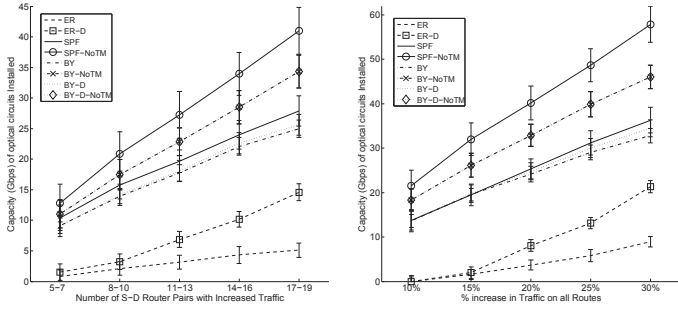 45
40
35
30
25
20
15
10
5
0
Capacity (Gbps) of optical circuits Installed
ER
ER-D
SPF
SPF-NoTM
BY
BY-NoTM
BY-D
BY-D-NoTM
5-7
8-10
11-13
14-16
17-19
Number of S-D Router Pairs with Increased Traffic
60
50
40
30
20
10
0
Capacity (Gbps) of optical circuits Installed
ER
ER-D
SPF
SPF-NoTM
BY
BY-NoTM
BY-D
BY-D-NoTM
10%
15%
20%
25%
30%
% increase in Traffic on all Routes